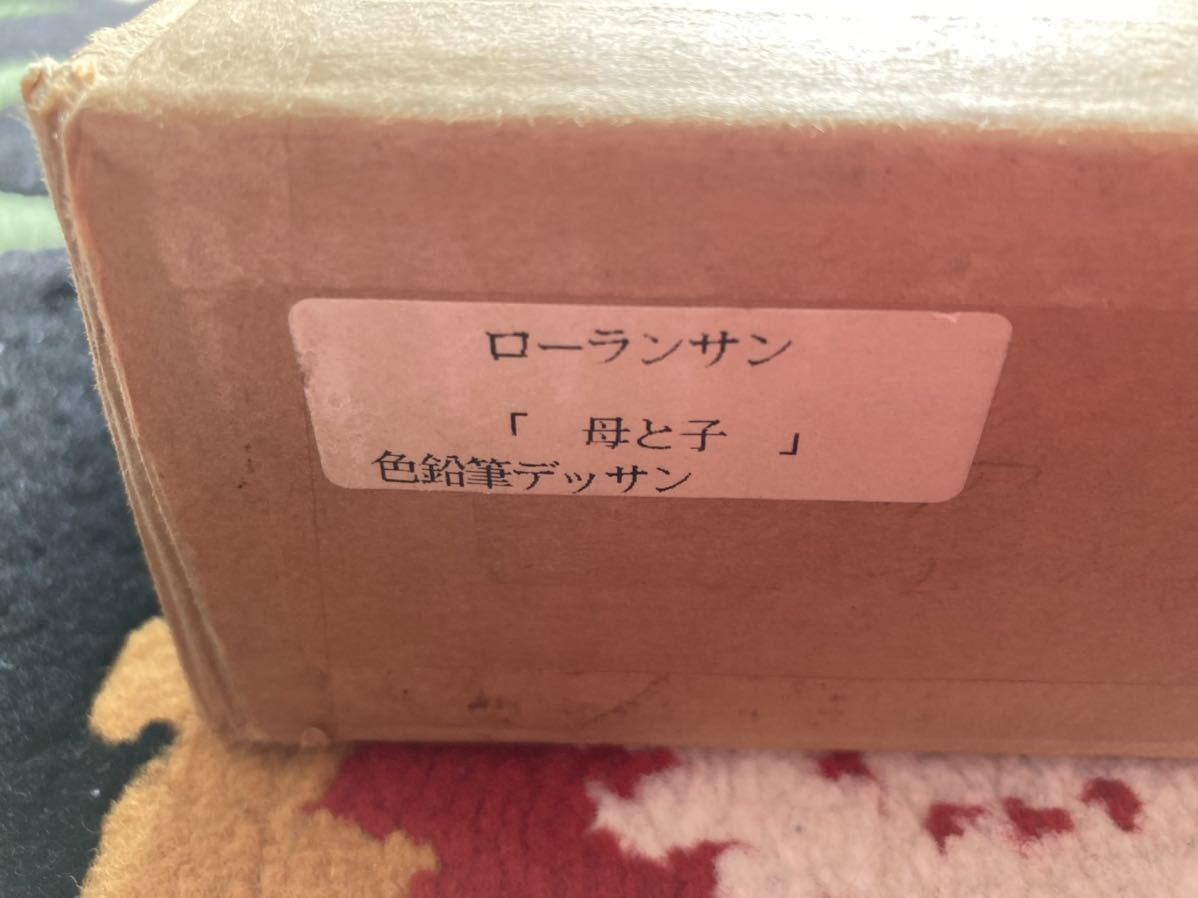 ローランサン
「　母と子　」
色鉛筆デッサン